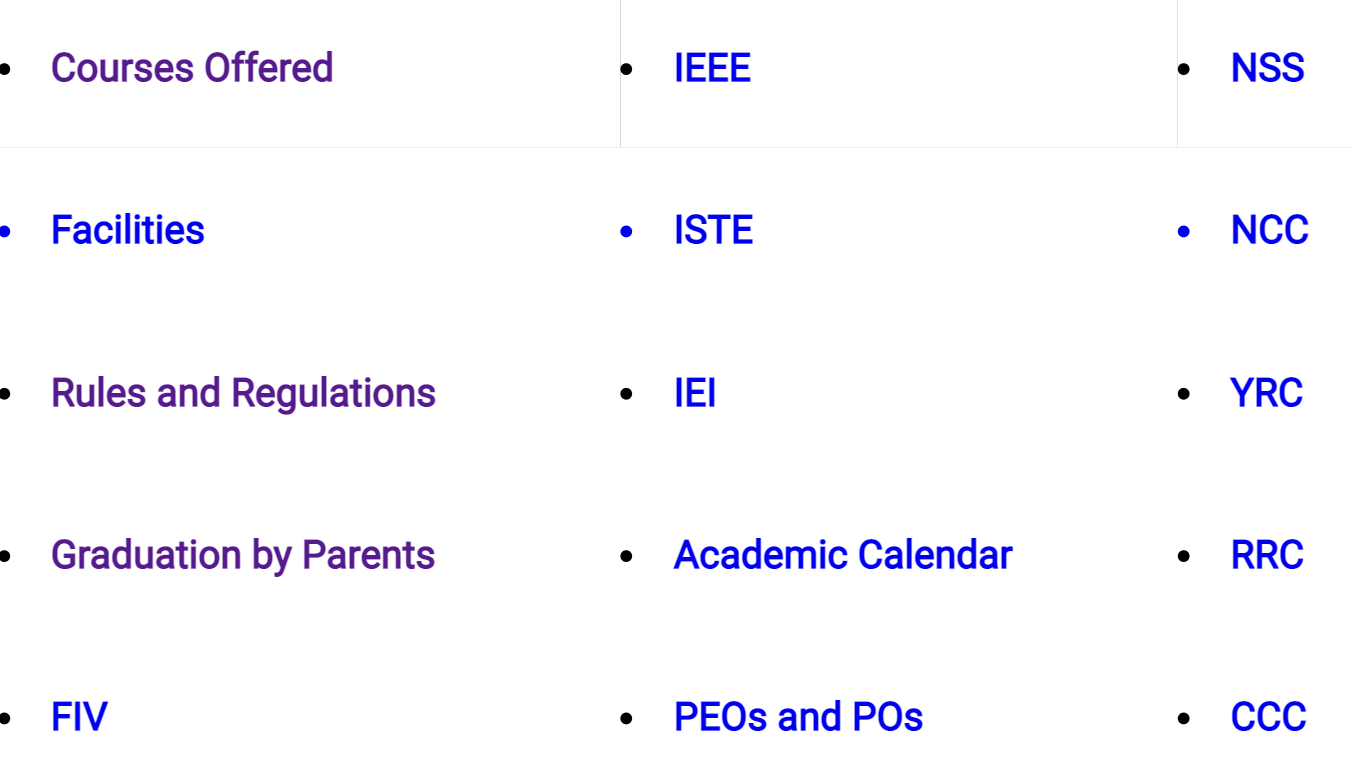 Courses Offered
IEEE
NSS
Facilities
ISTE
NCC
Rules and Regulations
IEI
YRC
Graduation by Parents
Academic Calendar
RRC
FIV
PEOs and POs
CCC